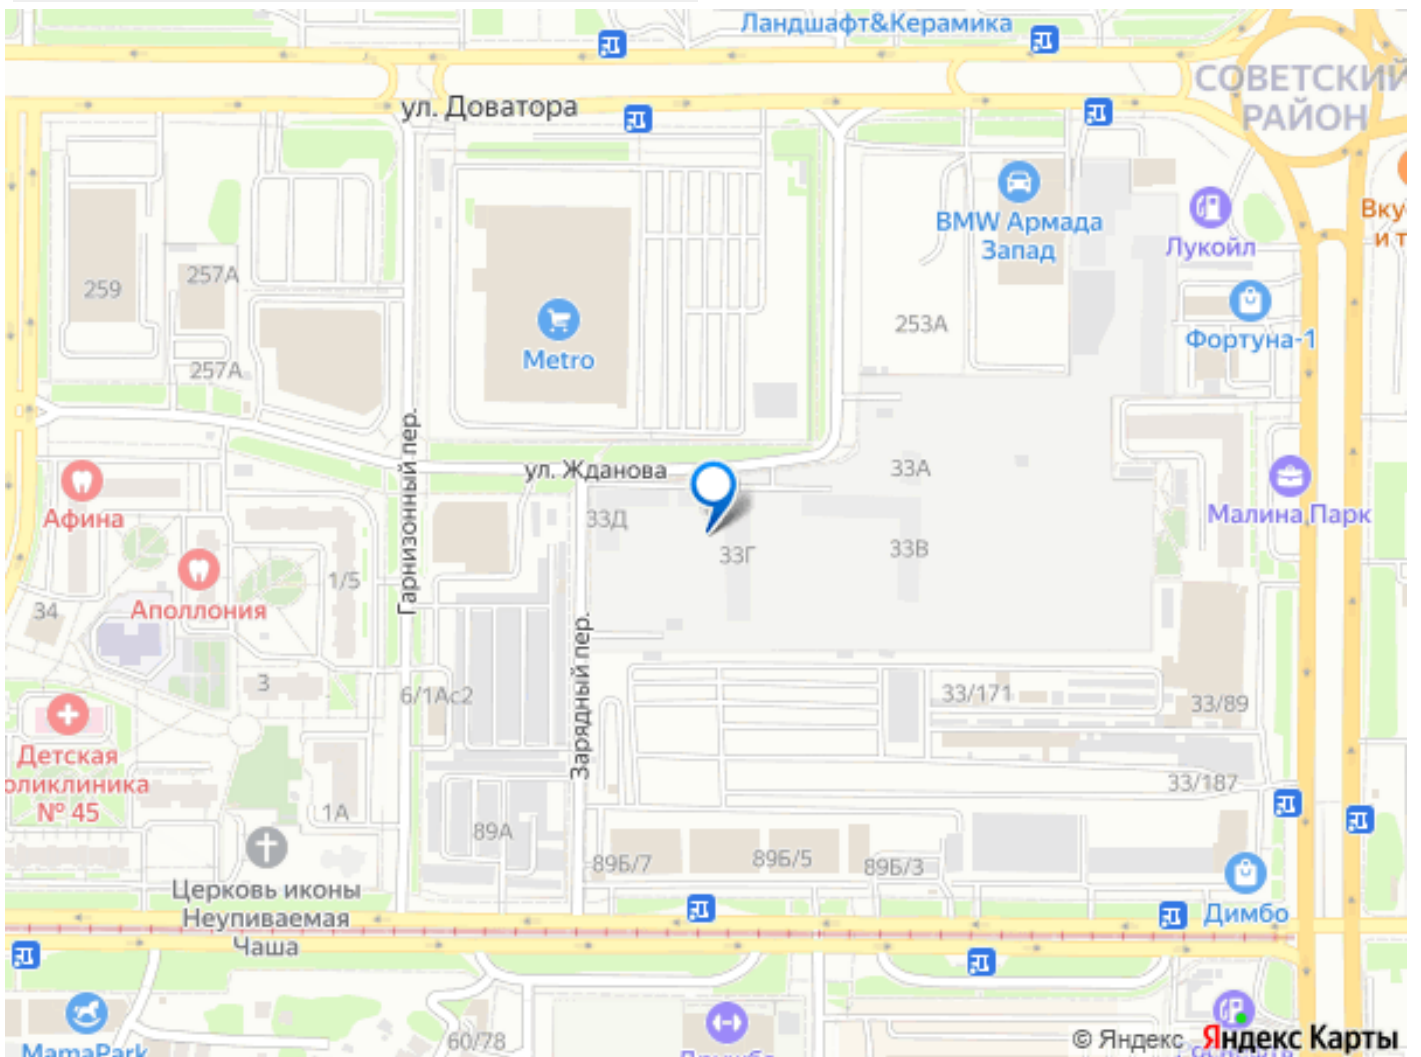 Ландшафт&Керамика
СОВЕТСКИЙ
РАЙОН
ул. Доватора
BMW Армада
Запад
Лукойл
Вку
и т
259
257А
Metro
253А
Фортуна-1
257А
Гарнизонный пер.
ул. Жданова
33А
Афина
33Д
Малина Парк
33Г
33В
1/5
Аполлония
34
Зарядный пер.
3
6/1Ас2
33/171
33/89
Детская
оликлиника
№ 45
33/187
1А
89А
89Б/7
89Б/5
89Б/3
Церковь иконы
Неупиваемая
Чаша
Димбо
60/78
MamaPark
© Яндекс Яндекс Карты